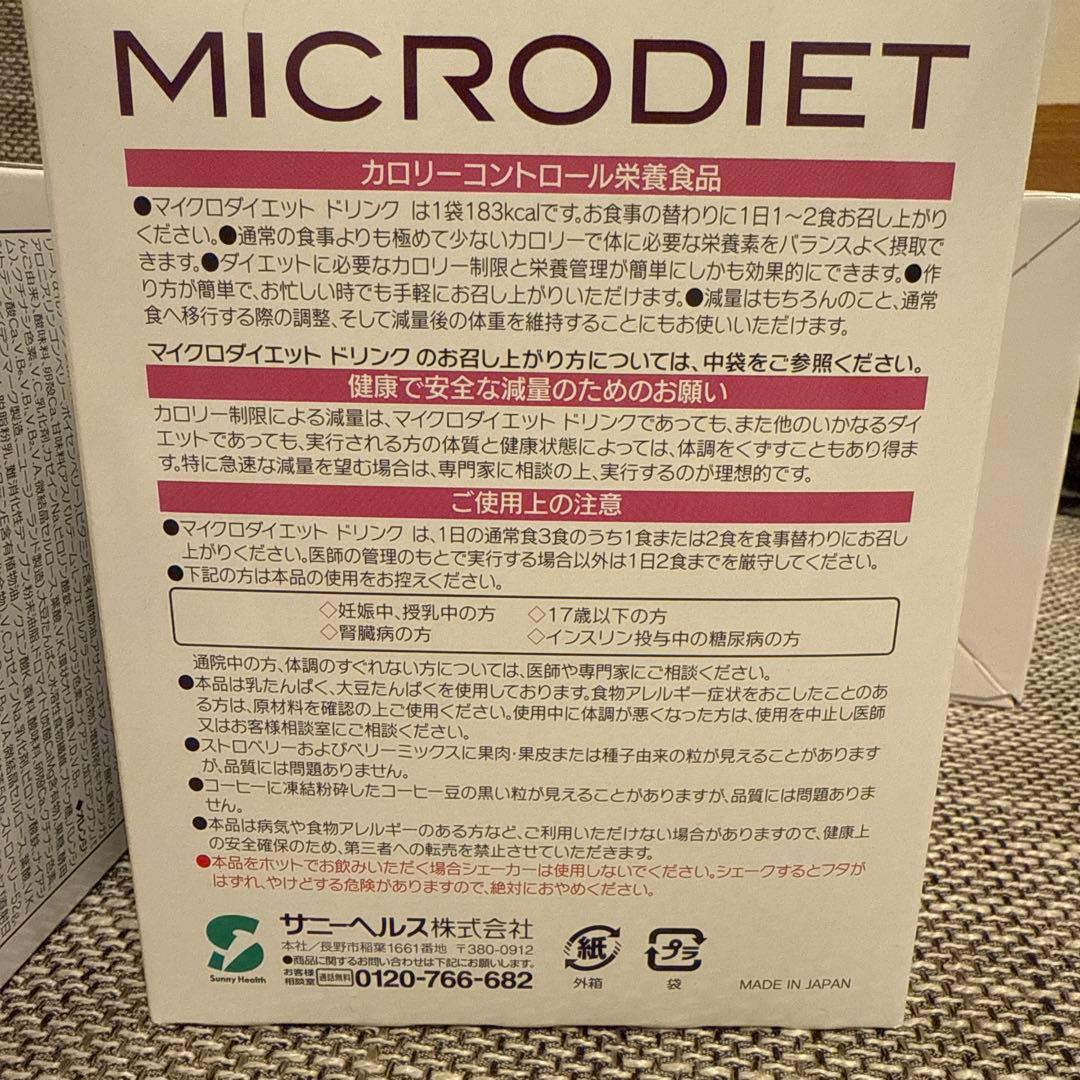 MICRODIET
カロリーコントロール栄養食品
●マイクロダイエット ドリンク は1袋183kcalです。お食事の替わりに1日1～2食お召し上がり
ください。●通常の食事よりも極めて少ないカロリーで体に必要な栄養素をバランスよく摂取で
きます。●ダイエットに必要なカロリー制限と栄養管理が簡単にしかも効果的にできます。●作
り方が簡単で、お忙しい時でも手軽にお召し上がりいただけます。●減量はもちろんのこと、通常
食へ移行する際の調整、そして減量後の体重を維持することにもお使いいただけます。
マイクロダイエット ドリンク のお召し上がり方については、中袋をご参照ください。
健康で安全な減量のためのお願い
カロリー制限による減量は、マイクロダイエット ドリンクであっても、また他のいかなるダイ
エットであっても、実行される方の体質と健康状態によっては、体調をくずすこともあり得ま
す。特に急速な減量を望む場合は、専門家に相談の上、実行するのが理想的です。
ご使用上の注意
●マイクロダイエット ドリンク は、1日の通常食3食のうち1食または2食を食事替わりにお召し
上がりください。医師の管理のもとで実行する場合以外は1日2食までを厳守してください。
●下記の方は本品の使用をお控えください。
◇妊娠中、授乳中の方 ◇17歳以下の方
◇腎臓病の方 ◇インスリン投与中の糖尿病の方
通院中の方、体調のすぐれない方については、医師や専門家にご相談ください。
●本品は乳たんぱく、大豆たんぱくを使用しております。食物アレルギー症状をおこしたことのあ
る方は、原材料を確認の上ご使用ください。使用中に体調が悪くなった方は、使用を中止し医師
又はお客様相談室にご相談ください。
●ストロベリーおよびベリーミックスに果肉・果皮または種子由来の粒が見えることがあります
が、品質には問題ありません。
●コーヒーに凍結粉砕したコーヒー豆の黒い粒が見えることがありますが、品質には問題ありま
せん。
●本品は病気や食物アレルギーのある方など、ご利用いただけない場合がありますので、健康上
の安全確保のため、第三者への転売を禁止させていただきます。
●本品をホットでお飲みいただく場合シェーカーは使用しないでください。シェークするとフタが
はずれ、やけどする危険がありますので、絶対におやめください。
Sunny Health
サニーヘルス株式会社
本社／長野市稲葉1661番地 〒380-0912
●商品に関するお問い合わせは下記にお願いします。
お客様相談室 通話無料 0120-766-682
紙
外箱
プラ
袋
MADE IN JAPAN